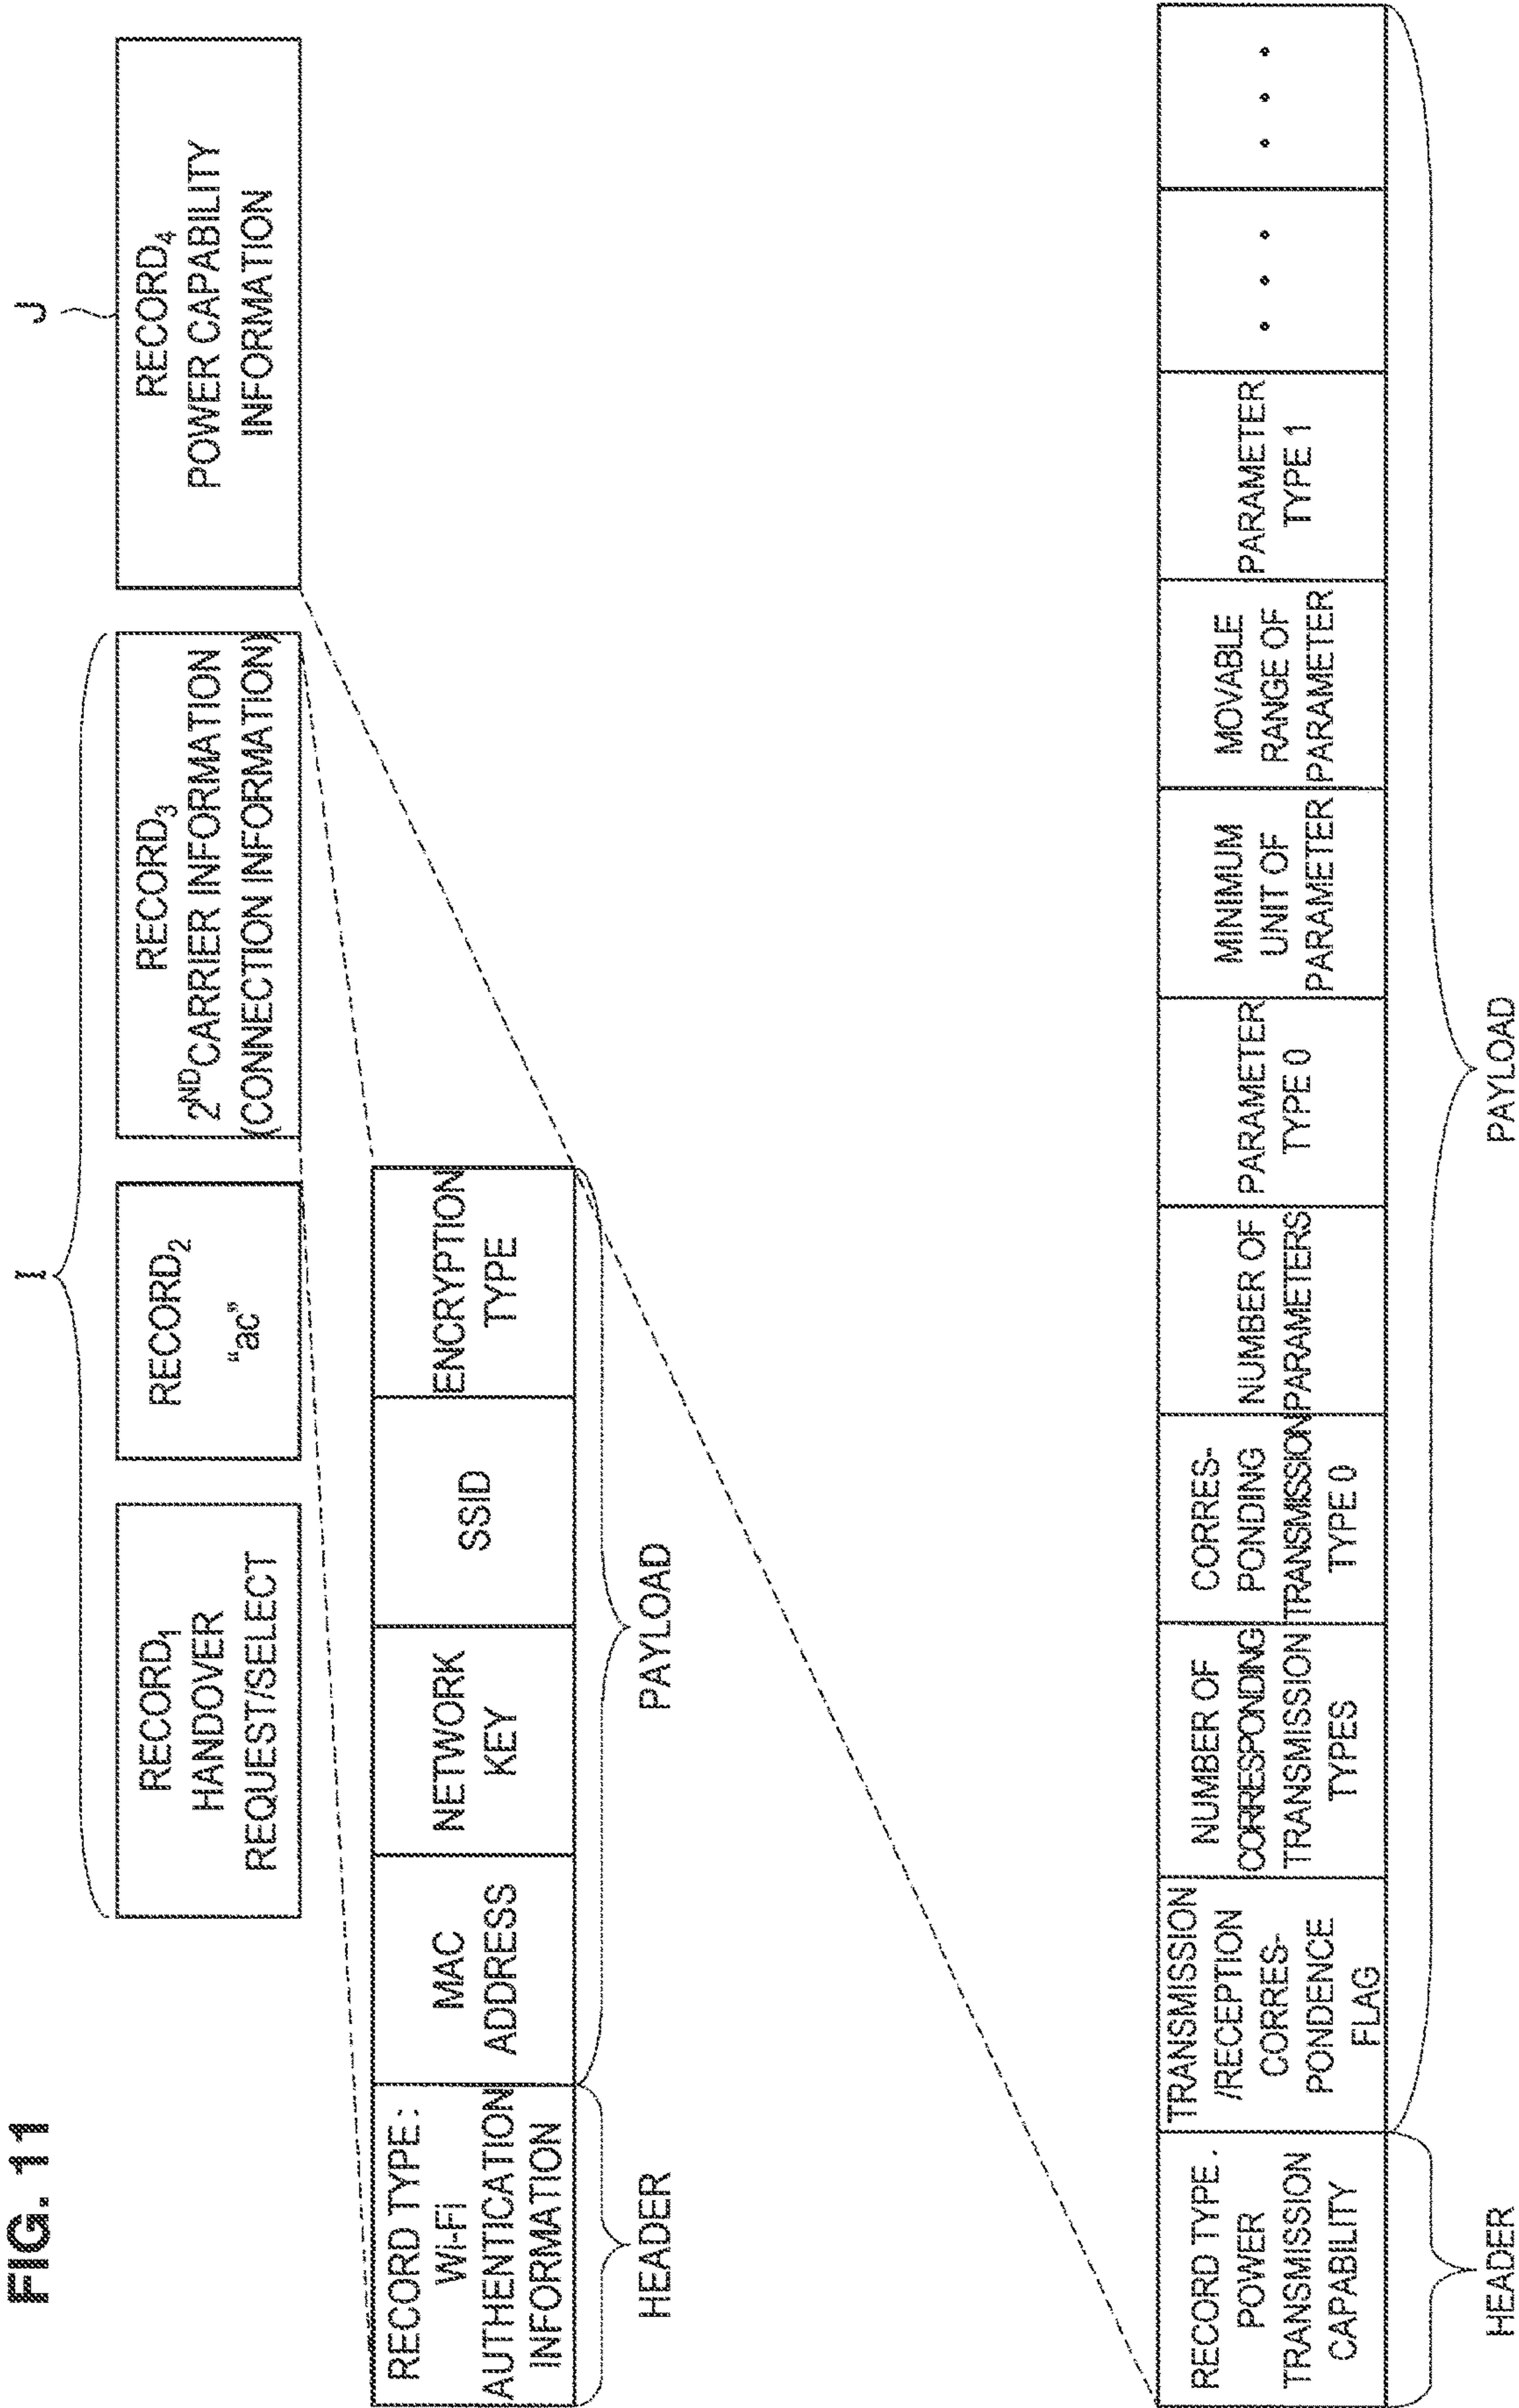 FIG. 11
I
J
RECORD1
HANDOVER
REQUEST/SELECT
RECORD2
"ac"
RECORD3
2ND CARRIER INFORMATION
(CONNECTION INFORMATION)
RECORD4
POWER CAPABILITY
INFORMATION
RECORD TYPE:
Wi-Fi
AUTHENTICATION
INFORMATION
MAC
ADDRESS
NETWORK
KEY
SSID
ENCRYPTION
TYPE
HEADER
PAYLOAD
RECORD TYPE.
POWER
TRANSMISSION
CAPABILITY
TRANSMISSION
/RECEPTION
CORRES-
PONDENCE
FLAG
NUMBER OF
CORRESPONDING
TRANSMISSION
TYPES
CORRES-
PONDING
TRANSMISSION
TYPE 0
NUMBER OF
PARAMETERS
PARAMETER
TYPE 0
MINIMUM
UNIT OF
PARAMETER
MOVABLE
RANGE OF
PARAMETER
PARAMETER
TYPE 1
• • •
• • •
HEADER
PAYLOAD